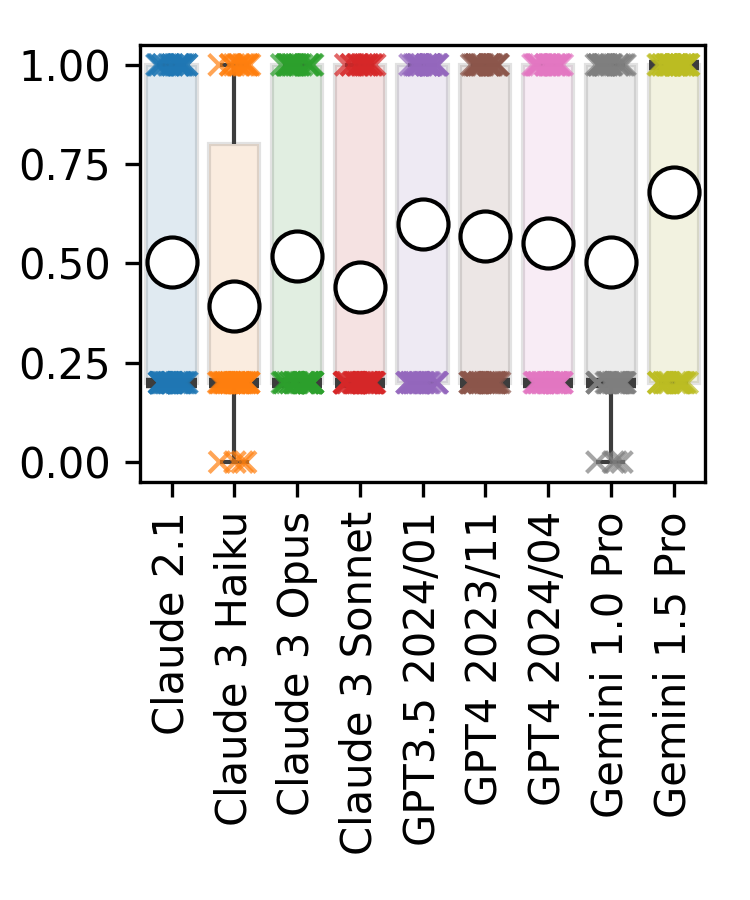 1.00
0.75
0.50
0.25
0.00
Claude 2.1
Claude 3 Haiku
Claude 3 Opus
Claude 3 Sonnet
GPT3.5 2024/01
GPT4 2023/11
GPT4 2024/04
Gemini 1.0 Pro
Gemini 1.5 Pro